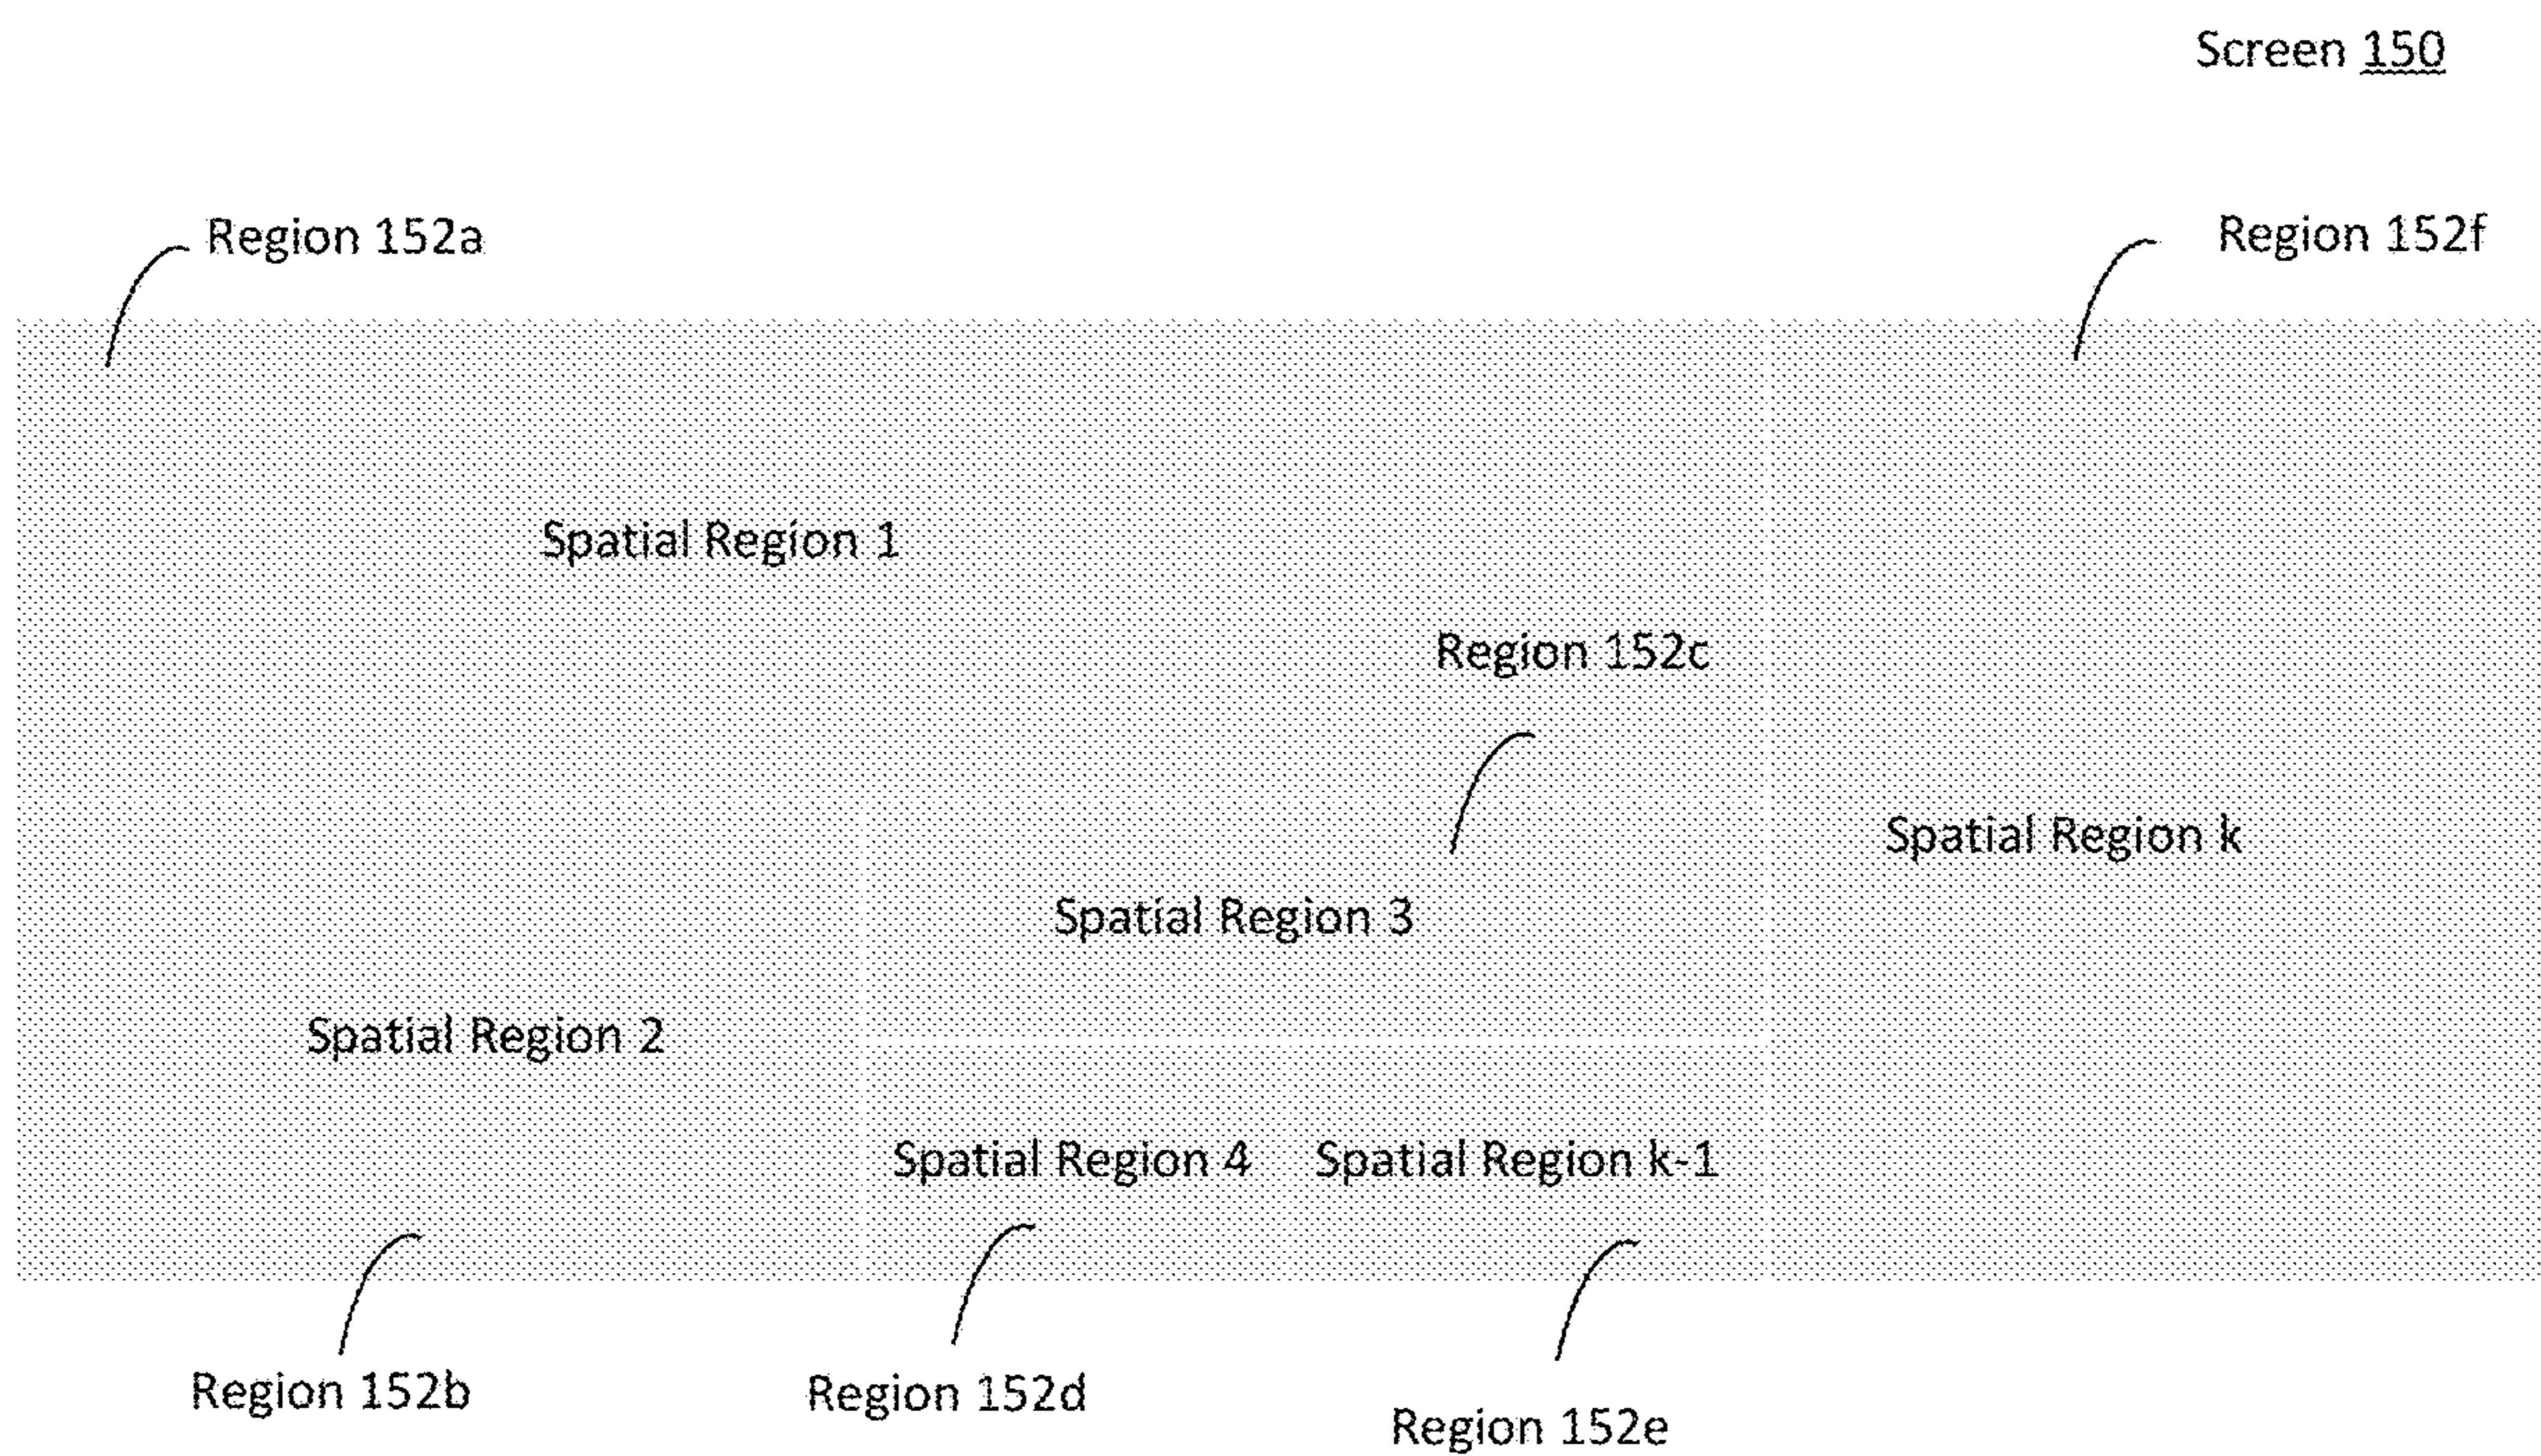 Screen 150
Region 152a
Region 152f
Spatial Region 1
Region 152c
Spatial Region k
Spatial Region 3
Spatial Region 2
Spatial Region 4
Spatial Region k-1
Region 152b
Region 152d
Region 152e